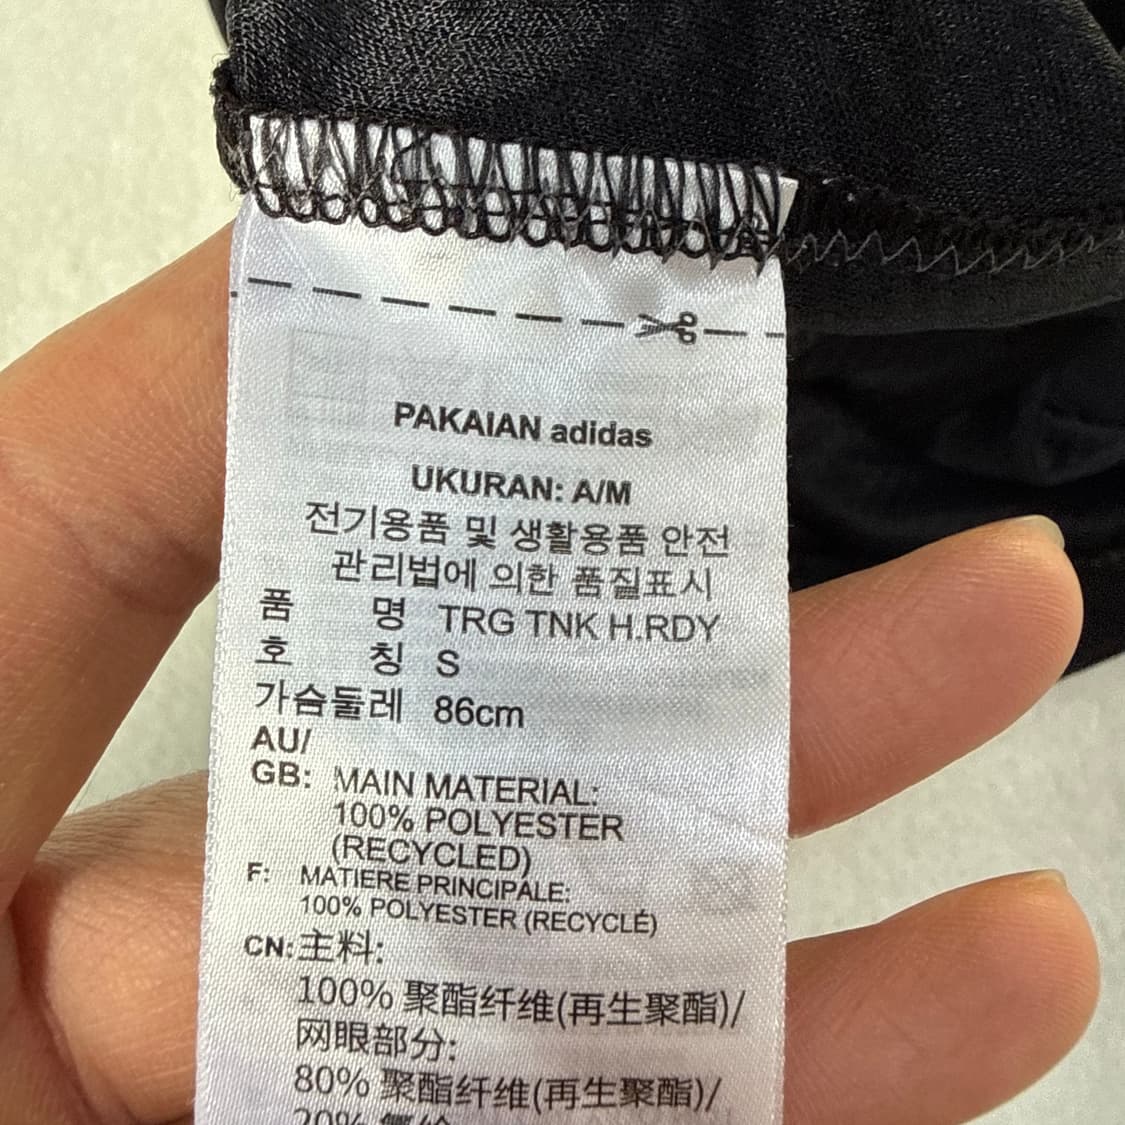 PAKAIAN adidas
UKURAN: A/M
전기용품 및 생활용품 안전
관리법에 의한 품질표시
품 명 TRG TNK H.RDY
호 칭 S
가슴둘레 86cm
AU/
GB: MAIN MATERIAL:
100% POLYESTER
(RECYCLED)
F: MATIERE PRINCIPALE:
100% POLYESTER (RECYCLÉ)
CN: 主料:
100% 聚酯纤维(再生聚酯)/
网眼部分:
80% 聚酯纤维(再生聚酯)/
20%